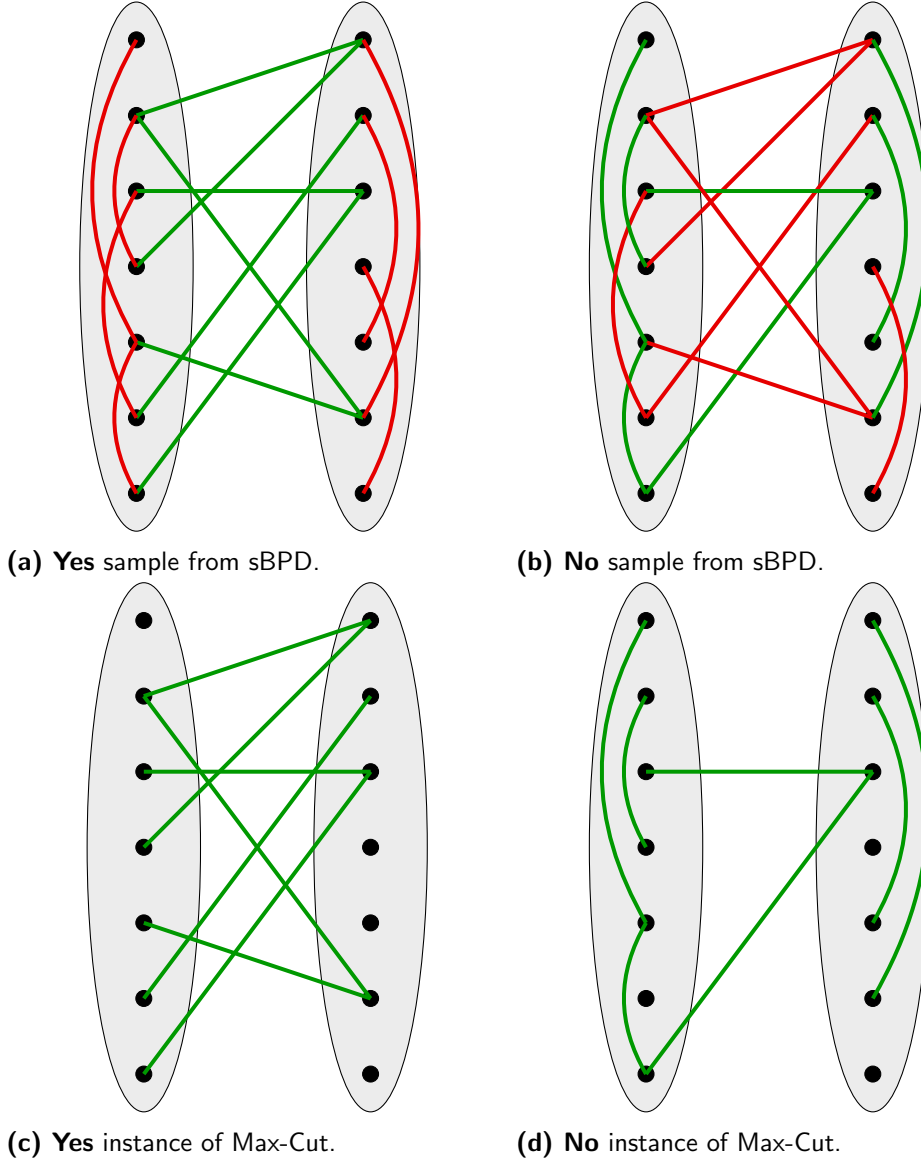 (a) Yes sample from sBPD.
(b) No sample from sBPD.
(c) Yes instance of Max-Cut.
(d) No instance of Max-Cut.